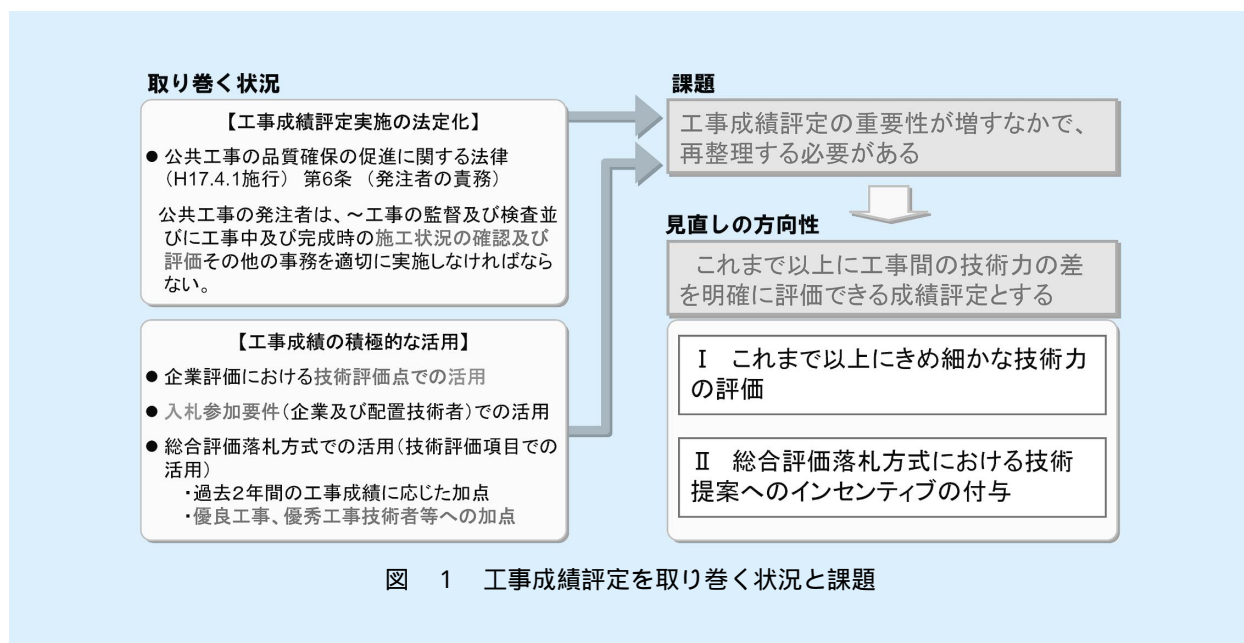 取り巻く状況
【工事成績評定実施の法定化】
● 公共工事の品質確保の促進に関する法律
（H17.4.1施行） 第6条 （発注者の責務）
公共工事の発注者は、～工事の監督及び検査並
びに工事中及び完成時の施工状況の確認及び
評価その他の事務を適切に実施しなければなら
ない。
【工事成績の積極的な活用】
● 企業評価における技術評価点での活用
● 入札参加要件（企業及び配置技術者）での活用
● 総合評価落札方式での活用（技術評価項目での
活用）
・過去２年間の工事成績に応じた加点
・優良工事、優秀工事技術者等への加点
課題
工事成績評定の重要性が増すなかで、
再整理する必要がある
見直しの方向性
これまで以上に工事間の技術力の差
を明確に評価できる成績評定とする
Ⅰ　これまで以上にきめ細かな技術力
の評価
Ⅱ　総合評価落札方式における技術
提案へのインセンティブの付与
図　1　工事成績評定を取り巻く状況と課題